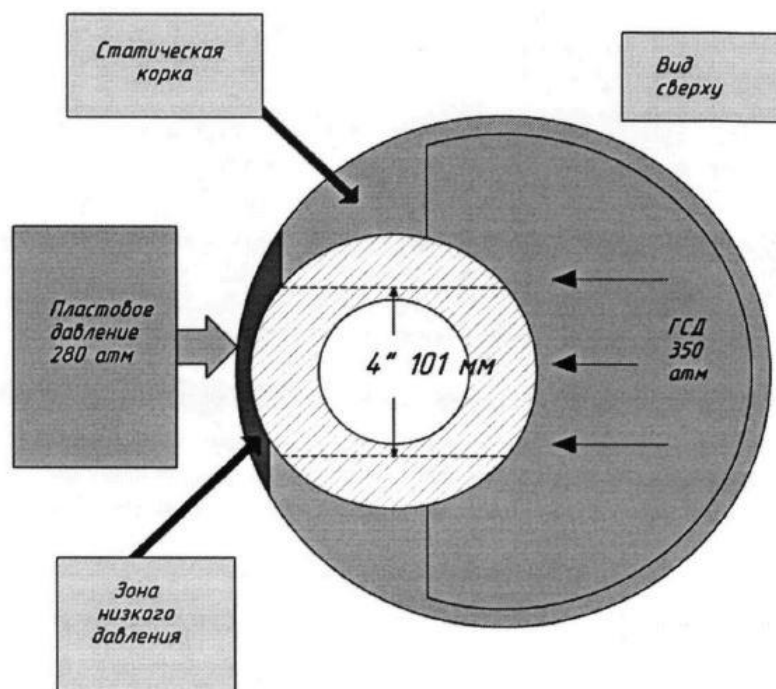 Статическая
корка
Вид
сверху
Пластовое
давление
280 атм
4" 101 мм
ГСД
350
атм
Зона
низкого
давления